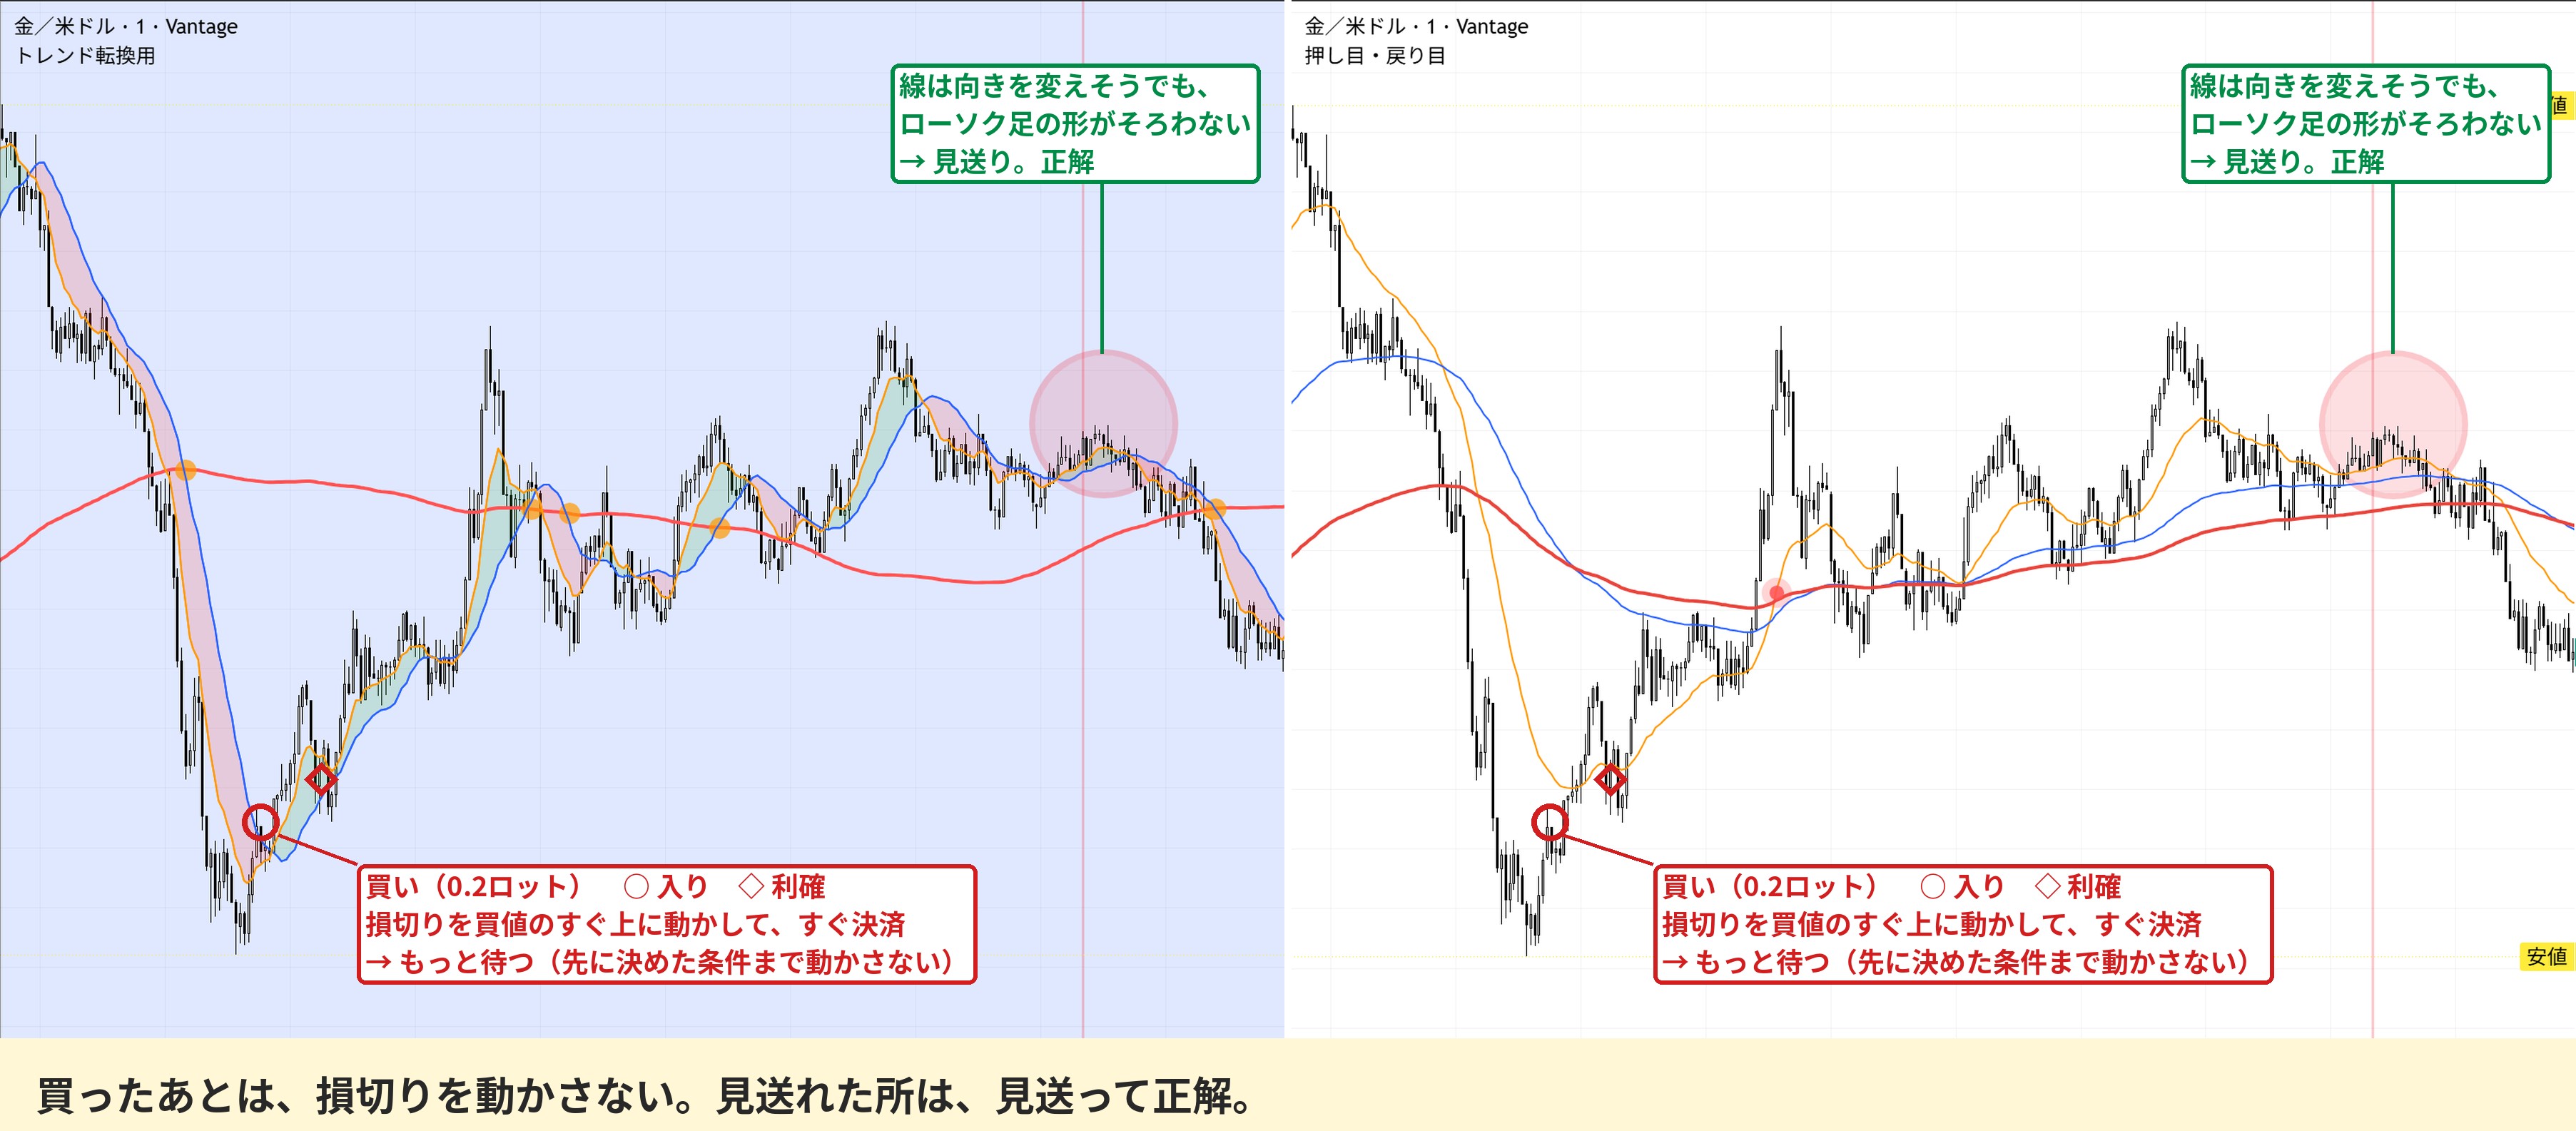 金／米ドル・1・Vantage
トレンド転換用
線は向きを変えそうでも、
ローソク足の形がそろわない
→ 見送り。正解
買い（0.2ロット）　○ 入り　◇ 利確
損切りを買値のすぐ上に動かして、すぐ決済
→ もっと待つ（先に決めた条件まで動かさない）
金／米ドル・1・Vantage
押し目・戻り目
線は向きを変えそうでも、
ローソク足の形がそろわない
→ 見送り。正解
値
買い（0.2ロット）　○ 入り　◇ 利確
損切りを買値のすぐ上に動かして、すぐ決済
→ もっと待つ（先に決めた条件まで動かさない）
安値
買ったあとは、損切りを動かさない。見送れた所は、見送って正解。